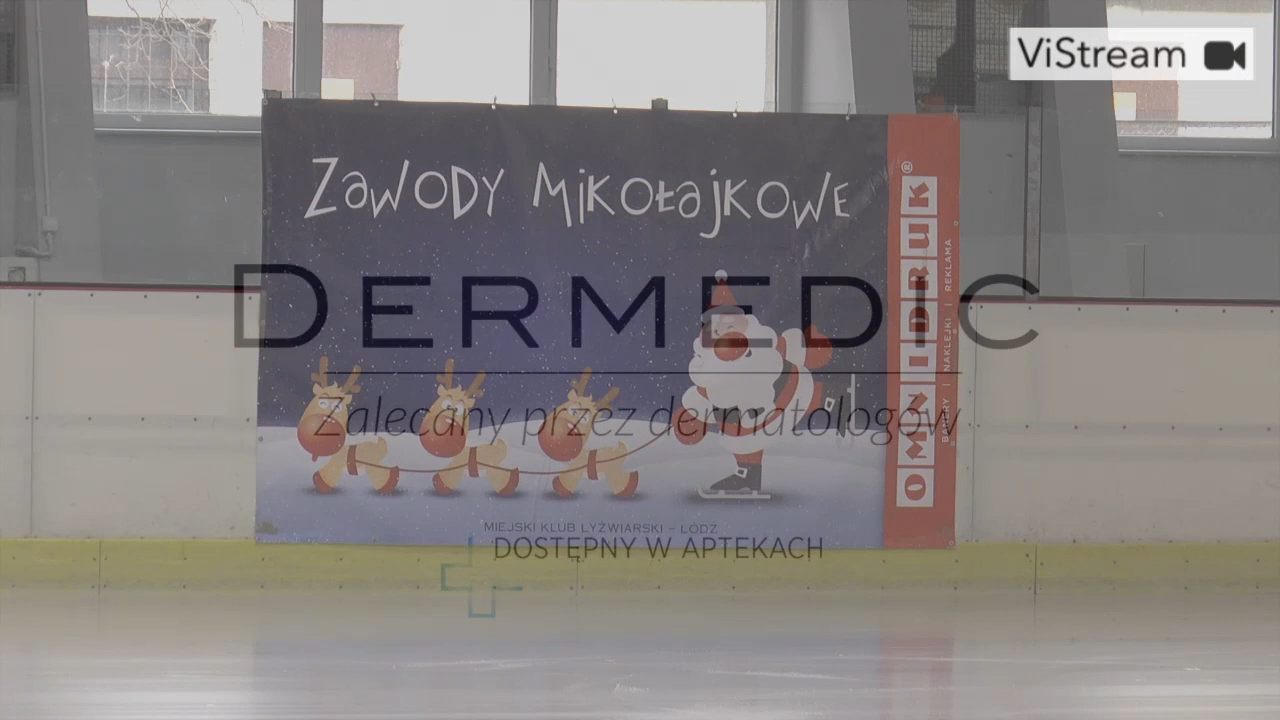 ViStream
Zawody Mikołajkowe
DERMEDIC
Zalecany przez dermatologów
MIEJSKI KLUB ŁYŻWIARSKI – ŁÓDŹ
DOSTĘPNY W APTEKACH
OMNIDRUK®
BANERY | NAKLEJKI | REKLAMA